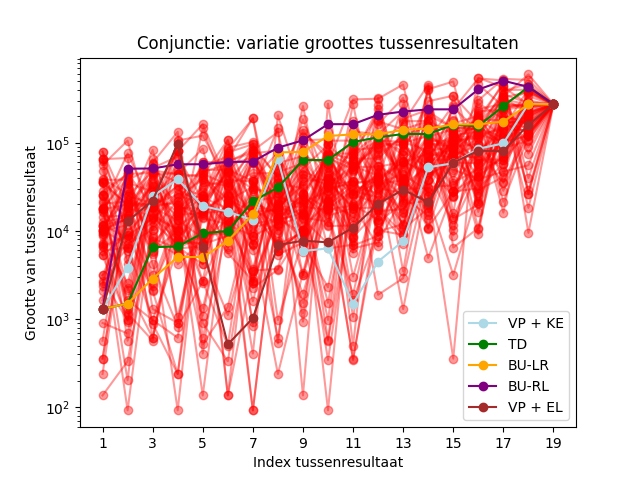 Conjunctie: variatie groottes tussenresultaten
Grootte van tussenresultaat
10^5
10^4
10^3
10^2
1 3 5 7 9 11 13 15 17 19
Index tussenresultaat
VP + KE
TD
BU-LR
BU-RL
VP + EL